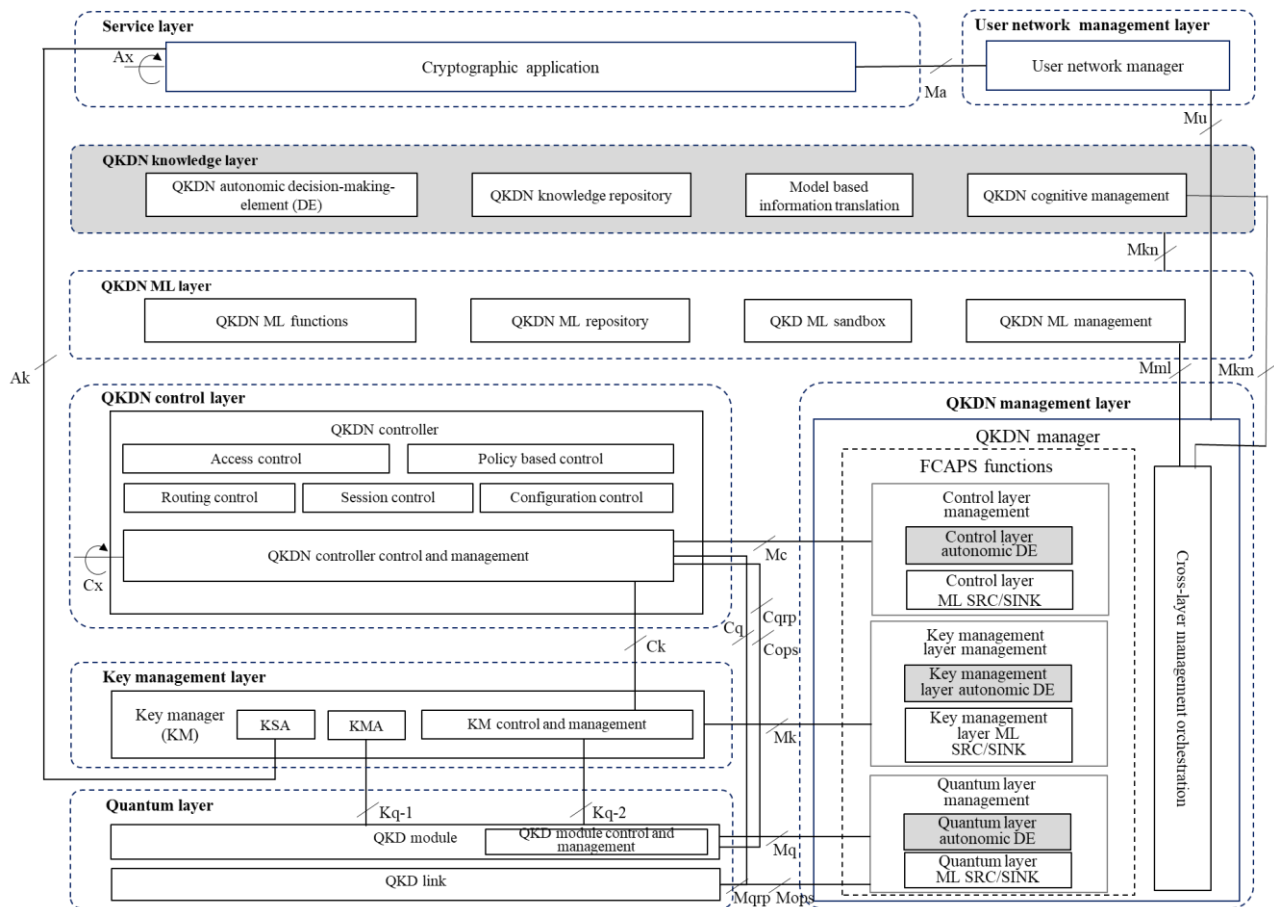 Service layer
User network management layer
Ax
Cryptographic application
User network manager
Ma
Mu
QKDN knowledge layer
QKDN autonomic decision-making-
element (DE)
QKDN knowledge repository
Model based
information translation
QKDN cognitive management
Mkn
QKDN ML layer
QKDN ML functions
QKDN ML repository
QKD ML sandbox
QKDN ML management
Ak
Mml
Mkm
QKDN control layer
QKDN management layer
QKDN controller
QKDN manager
Access control
Policy based control
FCAPS functions
Routing control
Session control
Configuration control
Control layer
management
QKDN controller control and management
Mc
Control layer
autonomic DE
Cx
Control layer
ML SRC/SINK
Cqrp
Cq
Cops
Ck
Key management
layer management
Key management layer
Key management
layer autonomic DE
Key manager
(KM)
KSA
KMA
KM control and management
Mk
Key management
layer ML
SRC/SINK
Cross-layer management orchestration
Quantum layer
Quantum layer
management
Kq-1
Kq-2
QKD module
QKD module control and
management
Mq
Quantum layer
autonomic DE
Quantum layer
ML SRC/SINK
QKD link
Mqrp
Mops